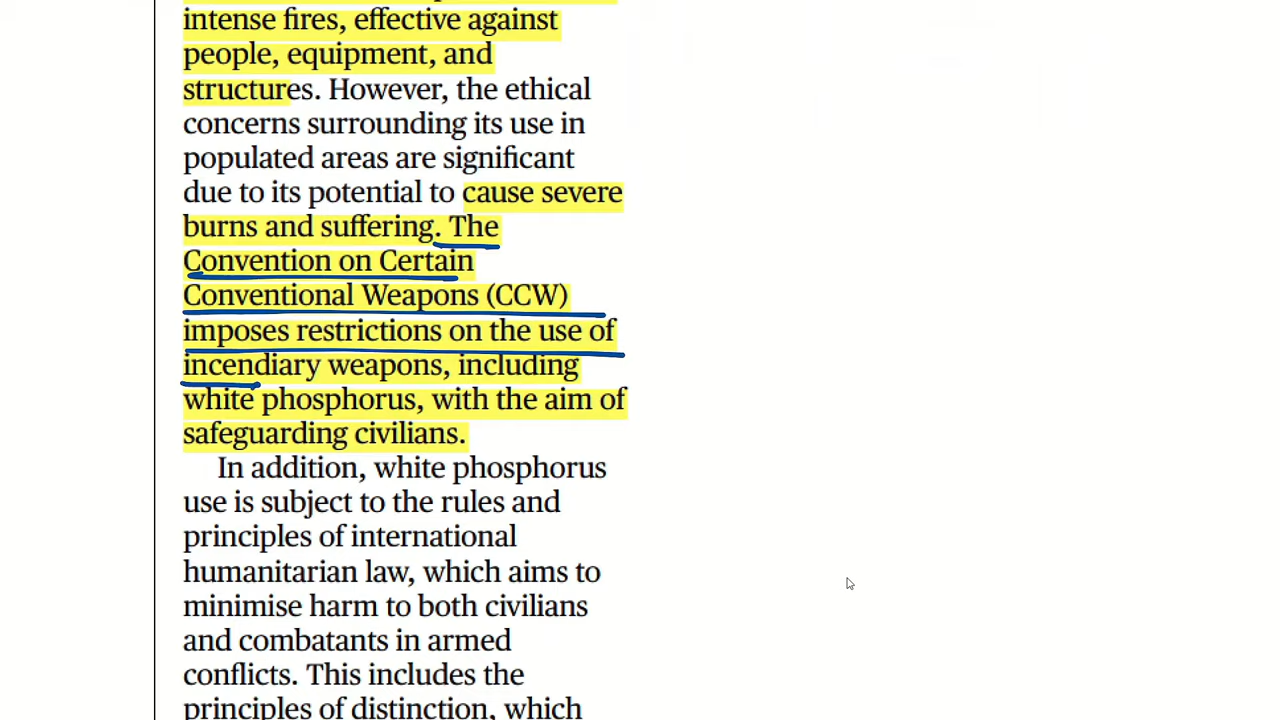 intense fires, effective against
people, equipment, and
structures. However, the ethical
concerns surrounding its use in
populated areas are significant
due to its potential to cause severe
burns and suffering. The
Convention on Certain
Conventional Weapons (CCW)
imposes restrictions on the use of
incendiary weapons, including
white phosphorus, with the aim of
safeguarding civilians.
In addition, white phosphorus
use is subject to the rules and
principles of international
humanitarian law, which aims to
minimise harm to both civilians
and combatants in armed
conflicts. This includes the
principles of distinction, which